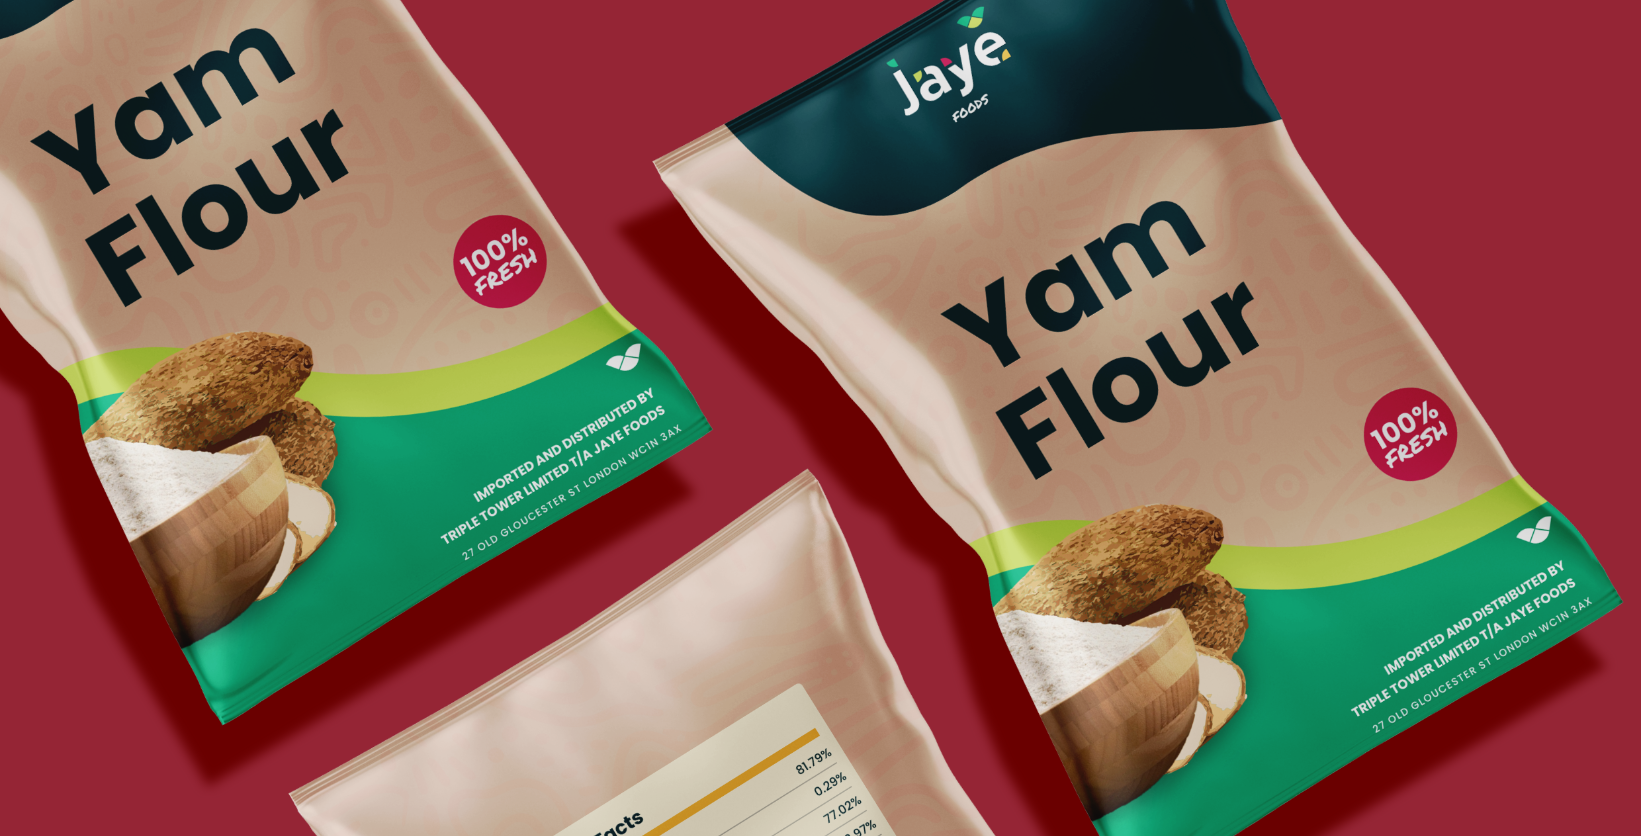 Yam
Flour
100%
FRESH
IMPORTED AND DISTRIBUTED BY
TRIPLE TOWER LIMITED T/A JAYE FOODS
27 OLD GLOUCESTER ST LONDON WC1N 3AX
Jaye
FOODS
Yam
Flour
100%
FRESH
IMPORTED AND DISTRIBUTED BY
TRIPLE TOWER LIMITED T/A JAYE FOODS
27 OLD GLOUCESTER ST LONDON WC1N 3AX
81.79%
0.29%
77.02%